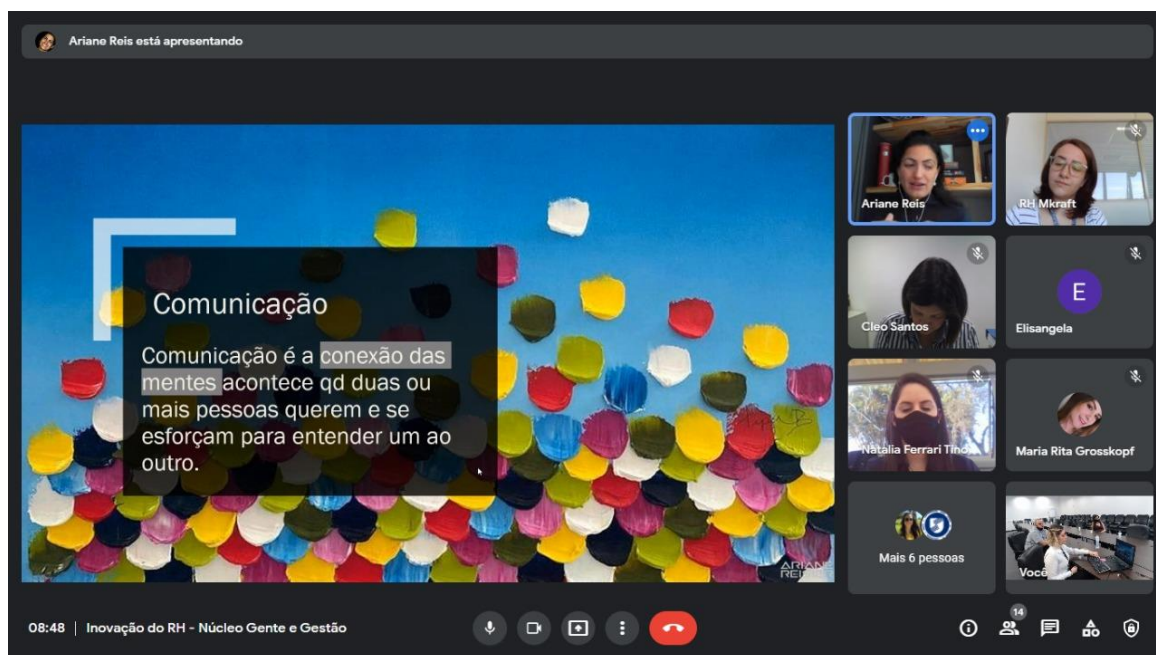 Ariane Reis está apresentando
Comunicação
Comunicação é a conexão das
mentes acontece qd duas ou
mais pessoas querem e se
esforçam para entender um ao
outro.
ARIANE
REIS
Ariane Reis
RH Mkraft
Cleo Santos
E
Elisangela
Natália Ferrari Tino
Maria Rita Grosskopf
Mais 6 pessoas
Você
08:48 | Inovação do RH - Núcleo Gente e Gestão
14